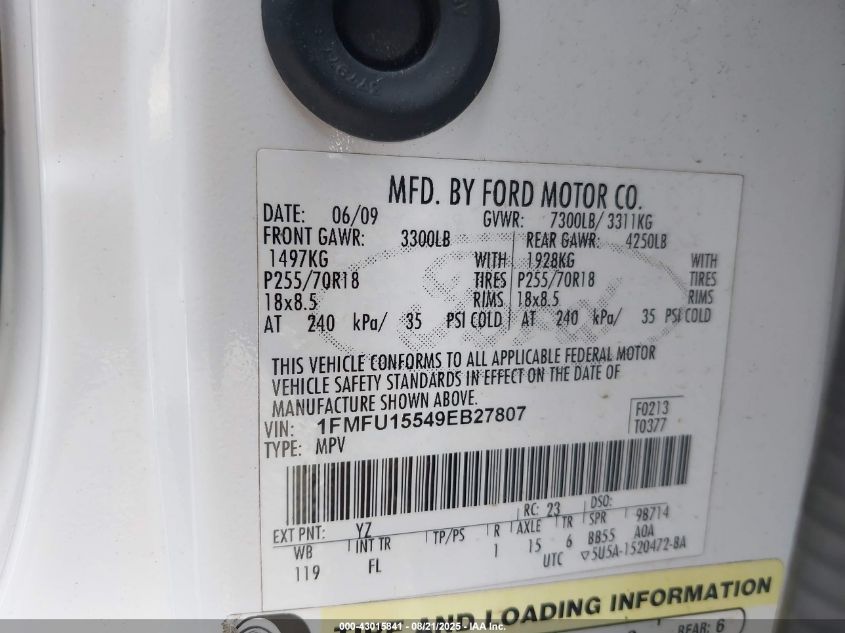 MFD. BY FORD MOTOR CO.
DATE: 06/09 GVWR: 7300LB/ 3311KG
FRONT GAWR: 3300LB REAR GAWR: 4250LB
1497KG WITH 1928KG WITH
P255/70R18 TIRES P255/70R18 TIRES
18x8.5 RIMS 18x8.5 RIMS
AT 240 kPa/ 35 PSI COLD AT 240 kPa/ 35 PSI COLD
THIS VEHICLE CONFORMS TO ALL APPLICABLE FEDERAL MOTOR
VEHICLE SAFETY STANDARDS IN EFFECT ON THE DATE OF
MANUFACTURE SHOWN ABOVE.
VIN: 1FMFU15549EB27807 F0213
TYPE: MPV T0377
EXT PNT: YZ RC: 23 DSO:
WB INT TR TP/PS R AXLE TR SPR 9B714
119 FL 1 15 6 BB55 A0A
UTC ▽5U5A-1520472-BA
AND LOADING INFORMATION
REAR: 6
000-43015841 - 08/21/2025 - IAA Inc.